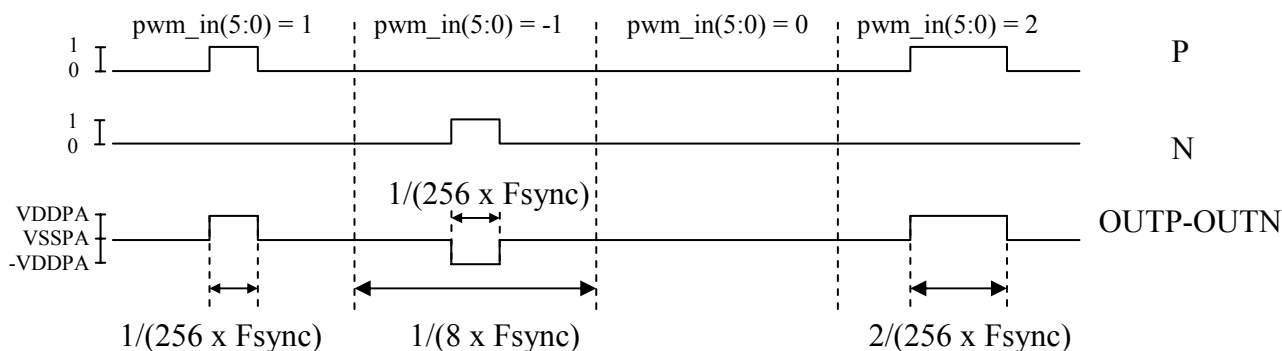 pwm_in(5:0) = 1
pwm_in(5:0) = -1
pwm_in(5:0) = 0
pwm_in(5:0) = 2
1
0
P
1
0
N
1/(256 x Fsync)
VDDPA
VSSPA
-VDDPA
OUTP-OUTN
1/(256 x Fsync)
1/(8 x Fsync)
2/(256 x Fsync)